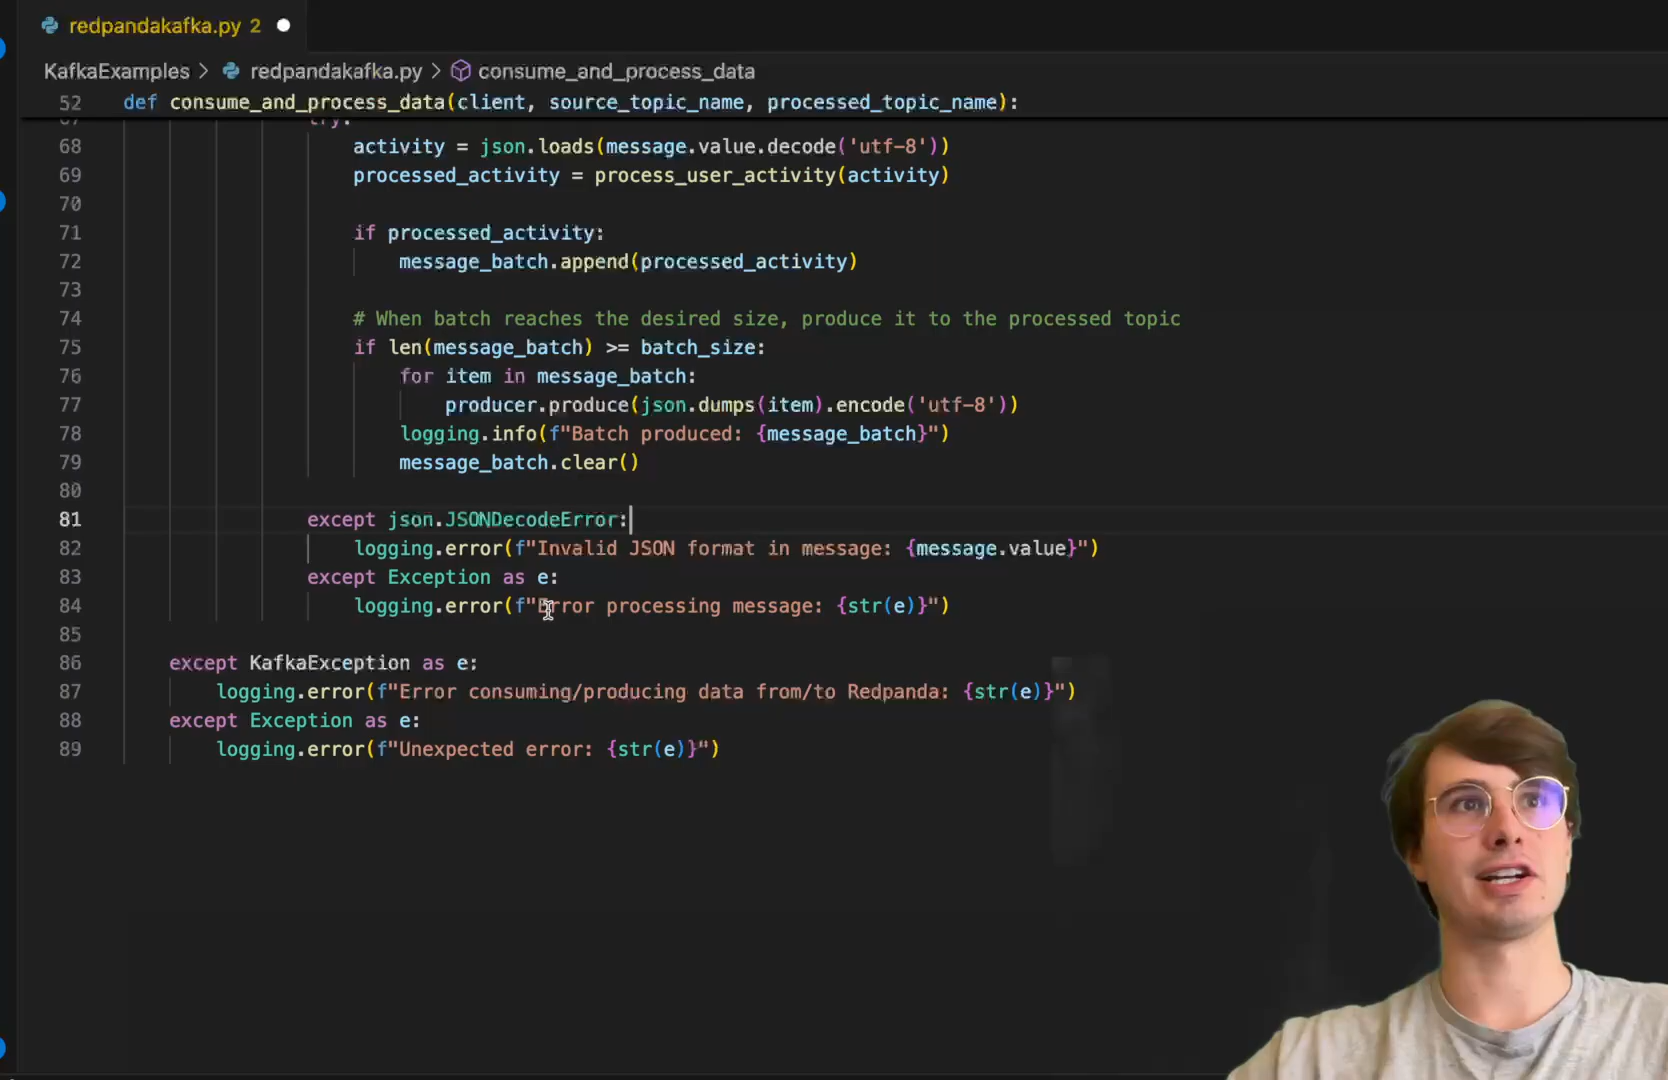 redpandakafka.py 2
KafkaExamples > redpandakafka.py > consume_and_process_data
52 def consume_and_process_data(client, source_topic_name, processed_topic_name):
67 try:
68 activity = json.loads(message.value.decode('utf-8'))
69 processed_activity = process_user_activity(activity)
70
71 if processed_activity:
72 message_batch.append(processed_activity)
73
74 # When batch reaches the desired size, produce it to the processed topic
75 if len(message_batch) >= batch_size:
76 for item in message_batch:
77 producer.produce(json.dumps(item).encode('utf-8'))
78 logging.info(f"Batch produced: {message_batch}")
79 message_batch.clear()
80
81 except json.JSONDecodeError:
82 logging.error(f"Invalid JSON format in message: {message.value}")
83 except Exception as e:
84 logging.error(f"Error processing message: {str(e)}")
85
86 except KafkaException as e:
87 logging.error(f"Error consuming/producing data from/to Redpanda: {str(e)}")
88 except Exception as e:
89 logging.error(f"Unexpected error: {str(e)}")